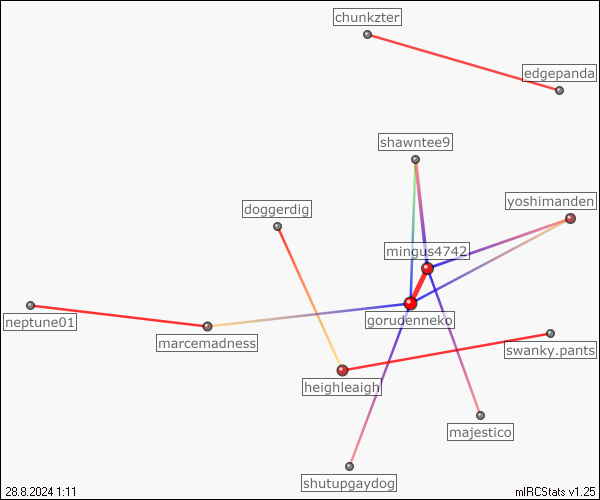 chunkzter
edgepanda
shawntee9
yoshimanden
doggerdig
mingus4742
neptune01
gorudenneko
marcemadness
swanky.pants
heighleaigh
majestico
shutupgaydog
28.8.2024 1:11
mIRCStats v1.25